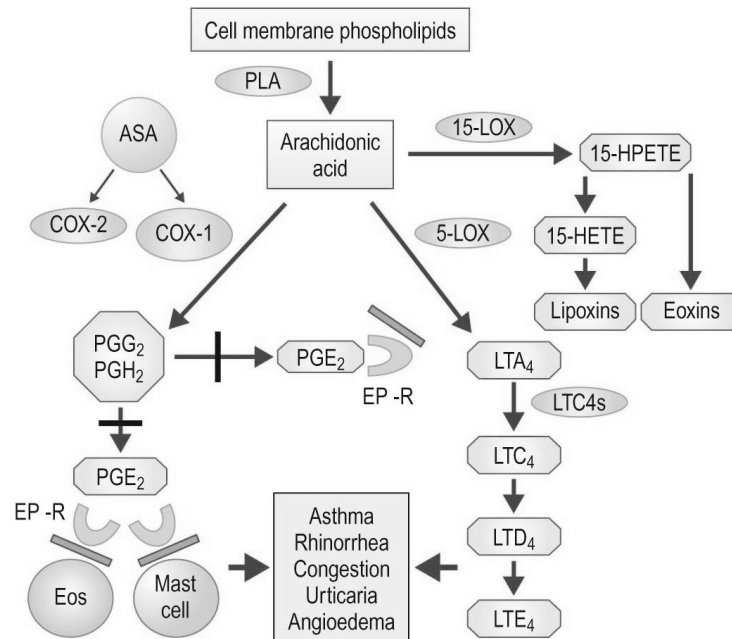 Cell membrane phospholipids
PLA
ASA
COX-2
COX-1
Arachidonic
acid
15-LOX
15-HPETE
15-HETE
Lipoxins
Eoxins
5-LOX
PGG₂
PGH₂
PGE₂
EP -R
LTA₄
LTC4s
LTC₄
LTD₄
LTE₄
PGE₂
EP -R
Eos
Mast
cell
Asthma
Rhinorrhea
Congestion
Urticaria
Angioedema